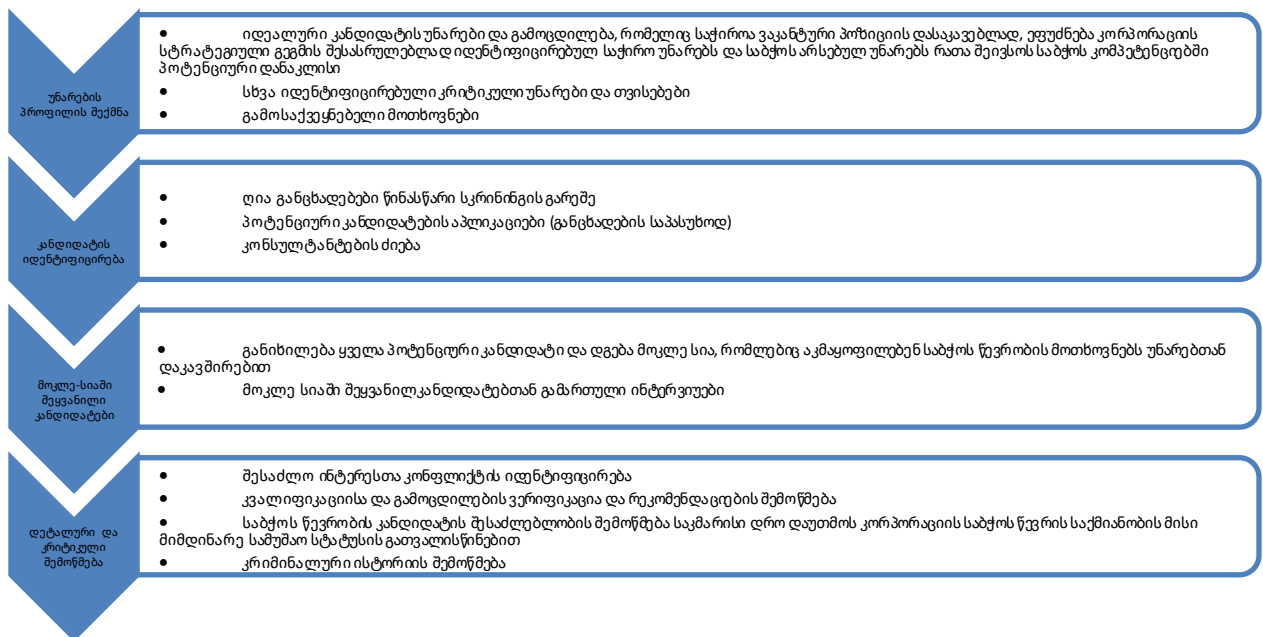 უნარების
პროფილის შექმნა
● იდეალური კანდიდატის უნარები და გამოცდილება, რომელიც საჭიროა ვაკანტური პოზიციის დასაკავებლად, ეფუძნება კორპორაციის
სტრატეგიული გეგმის შესასრულებლად იდენტიფიცირებულ საჭირო უნარებს და საბჭოს არსებულ უნარებს რათა შეივსოს საბჭოს კომპეტენციებში
პოტენციური დანაკლისი
● სხვა იდენტიფიცირებული კრიტიკული უნარები და თვისებები
● გამოსაქვეყნებელი მოთხოვნები
კანდიდატის
იდენტიფიცირება
● ღია განცხადებები წინასწარი სკრინინგის გარეშე
● პოტენციური კანდიდატების აპლიკაციები (განცხადების საპასუხოდ)
● კონსულტანტების ძიება
მოკლე-სიაში
შეყვანილი
კანდიდატები
● განიხილება ყველა პოტენციური კანდიდატი და დგება მოკლე სია, რომლებიც აკმაყოფილებენ საბჭოს წევრობის მოთხოვნებს უნარებთან
დაკავშირებით
● მოკლე სიაში შეყვანილ კანდიდატებთან გამართული ინტერვიუები
დეტალური და
კრიტიკული
შემოწმება
● შესაძლო ინტერესთა კონფლიქტის იდენტიფიცირება
● კვალიფიკაციისა და გამოცდილების ვერიფიკაცია და რეკომენდაციების შემოწმება
● საბჭოს წევრობის კანდიდატის შესაძლებლობის შემოწმება საკმარისი დრო დაუთმოს კორპორაციის საბჭოს წევრის საქმიანობის მისი
მიმდინარე სამუშაო სტატუსის გათვალისწინებით
● კრიმინალური ისტორიის შემოწმება